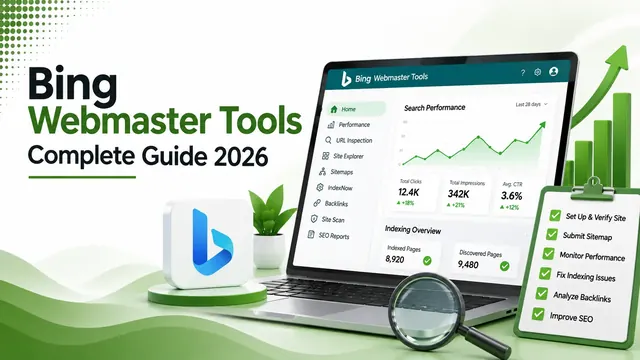 Bing
Webmaster Tools
Complete Guide 2026
Bing Webmaster Tools
?
Home
Performance
URL Inspection
Site Explorer
Sitemaps
IndexNow
Backlinks
Site Scan
SEO Reports
Search Performance
Last 28 days
Total Clicks
12.4K
+18%
Total Impressions
342K
+21%
Avg. CTR
3.6%
+12%
Indexing Overview
Indexed Pages
8,920
Discovered Pages
9,480
Set Up & Verify Site
Submit Sitemap
Monitor Performance
Fix Indexing Issues
Analyze Backlinks
Improve SEO